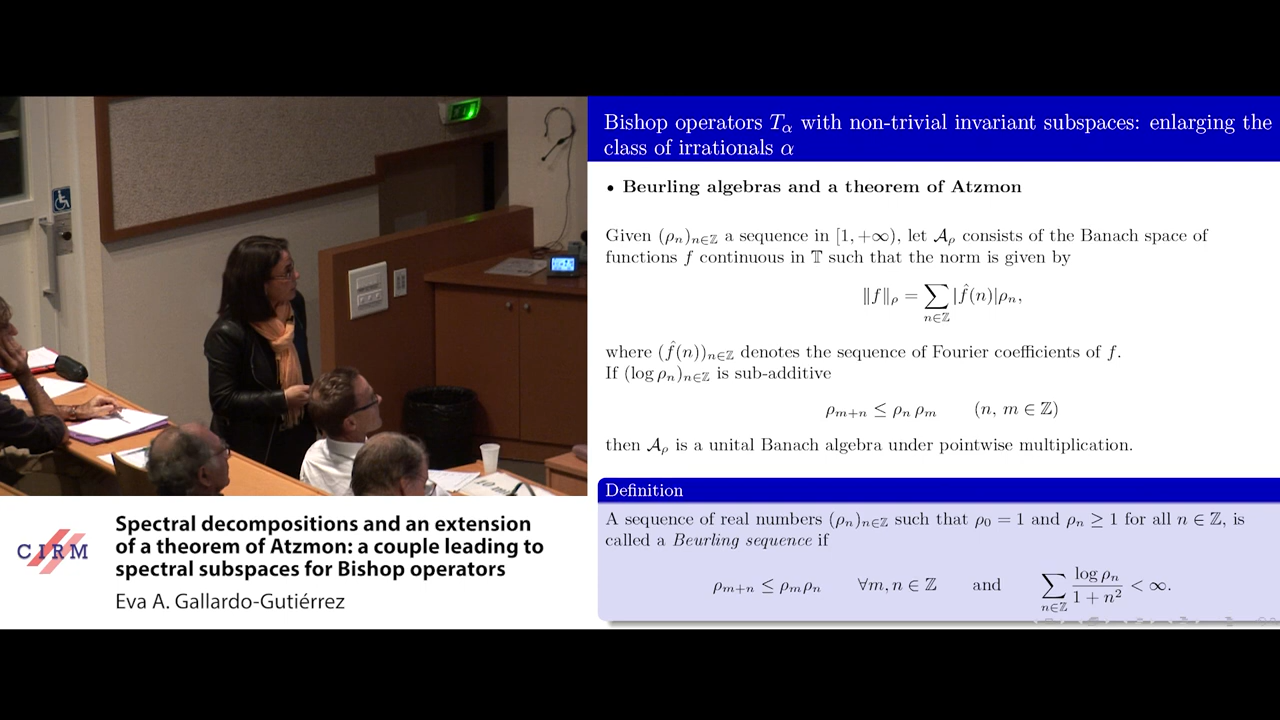 Bishop operators T_α with non-trivial invariant subspaces: enlarging the
class of irrationals α
• Beurling algebras and a theorem of Atzmon
Given (ρ_n)_{n∈ℤ} a sequence in [1, +∞), let 𝒜_ρ consists of the Banach space of
functions f continuous in 𝕋 such that the norm is given by
‖f‖_ρ = ∑_{n∈ℤ} |f̂(n)|ρ_n,
where (f̂(n))_{n∈ℤ} denotes the sequence of Fourier coefficients of f.
If (log ρ_n)_{n∈ℤ} is sub-additive
ρ_{m+n} ≤ ρ_n ρ_m (n, m ∈ ℤ)
then 𝒜_ρ is a unital Banach algebra under pointwise multiplication.
Definition
A sequence of real numbers (ρ_n)_{n∈ℤ} such that ρ_0 = 1 and ρ_n ≥ 1 for all n ∈ ℤ, is
called a Beurling sequence if
ρ_{m+n} ≤ ρ_m ρ_n ∀m, n ∈ ℤ and ∑_{n∈ℤ} log ρ_n / (1 + n²) < ∞.
CIRM
Spectral decompositions and an extension
of a theorem of Atzmon: a couple leading to
spectral subspaces for Bishop operators
Eva A. Gallardo-Gutiérrez